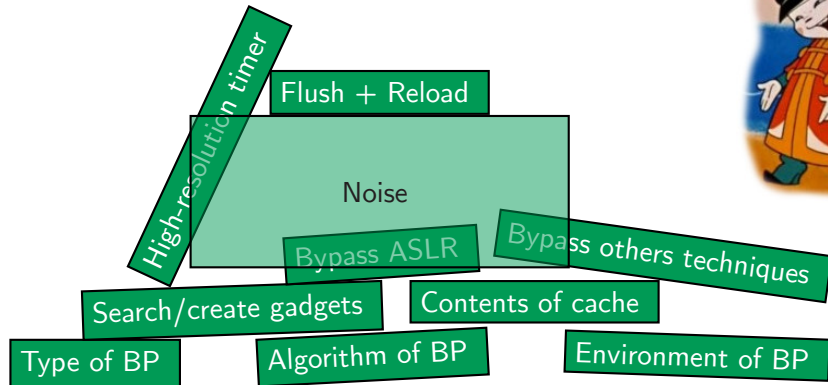 High-resolution timer
Flush + Reload
Noise
Bypass ASLR
Bypass others techniques
Search/create gadgets
Contents of cache
Type of BP
Algorithm of BP
Environment of BP